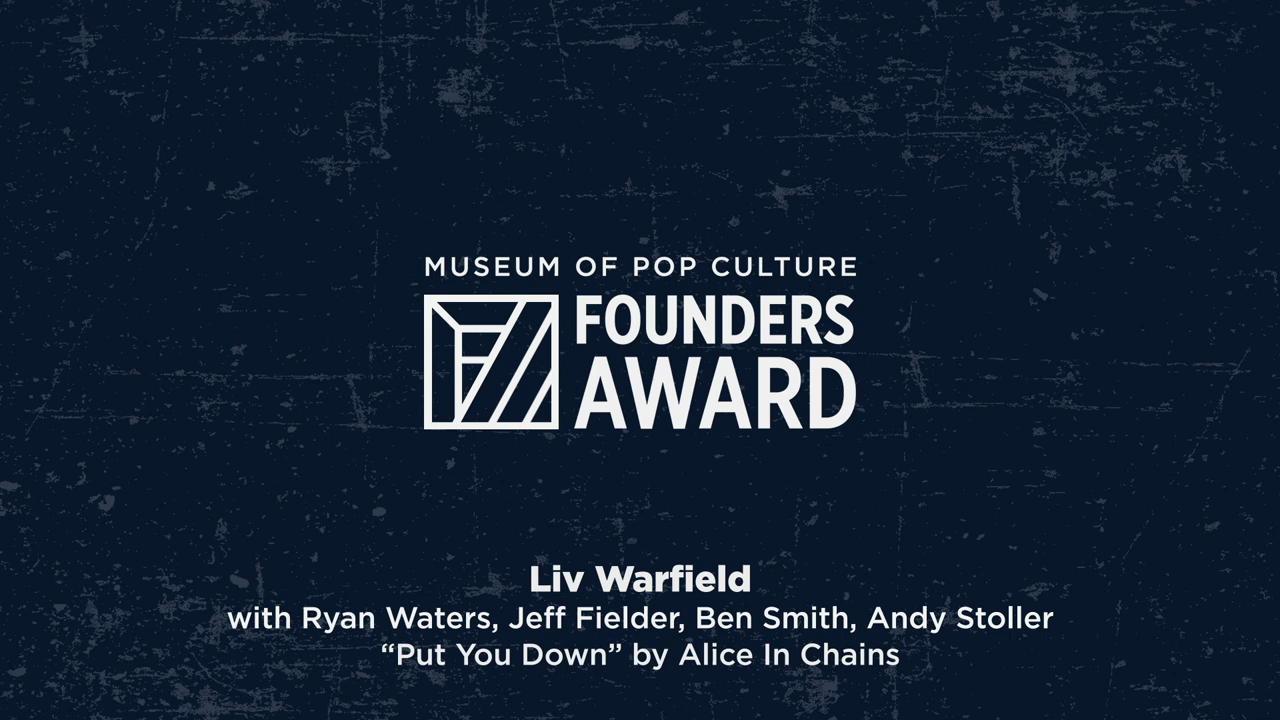 MUSEUM OF POP CULTURE
FOUNDERS
AWARD
Liv Warfield
with Ryan Waters, Jeff Fielder, Ben Smith, Andy Stoller
“Put You Down” by Alice In Chains